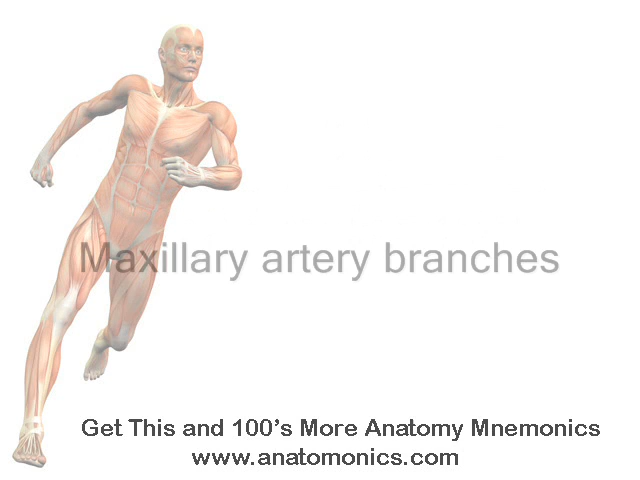 Maxillary artery branches
Get This and 100's More Anatomy Mnemonics
www.anatomonics.com